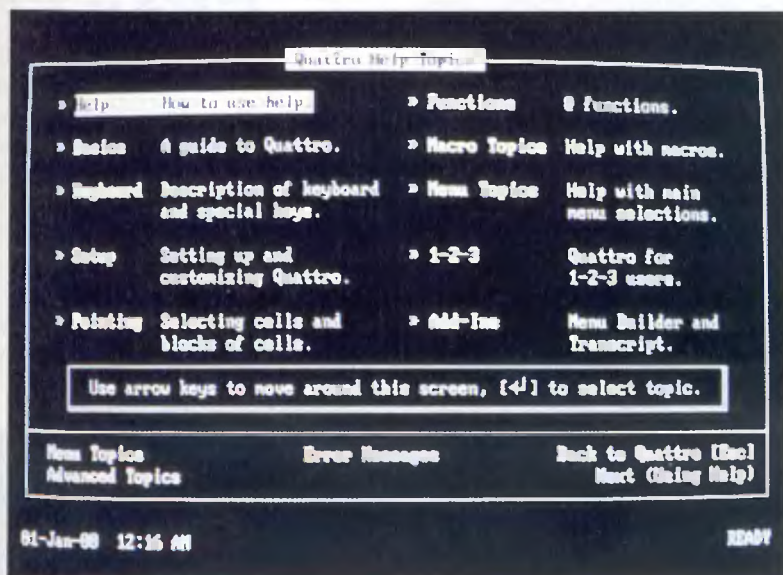 Quattro Help Topics
» Help How to use help.
» Functions @ functions.
» Basics A guide to Quattro.
» Macro Topics Help with macros.
» Keyboard Description of keyboard
and special keys.
» Menu Topics Help with main
menu selections.
» Setup Setting up and
customizing Quattro.
» 1-2-3 Quattro for
1-2-3 users.
» Pointing Selecting cells and
blocks of cells.
» Add-Ins Menu Builder and
Transcript.
Use arrow keys to move around this screen, [↵] to select topic.
Menu Topics Error Messages Back to Quattro [Esc]
Advanced Topics Next (Using Help)
01-Jan-80 12:16 AM READY